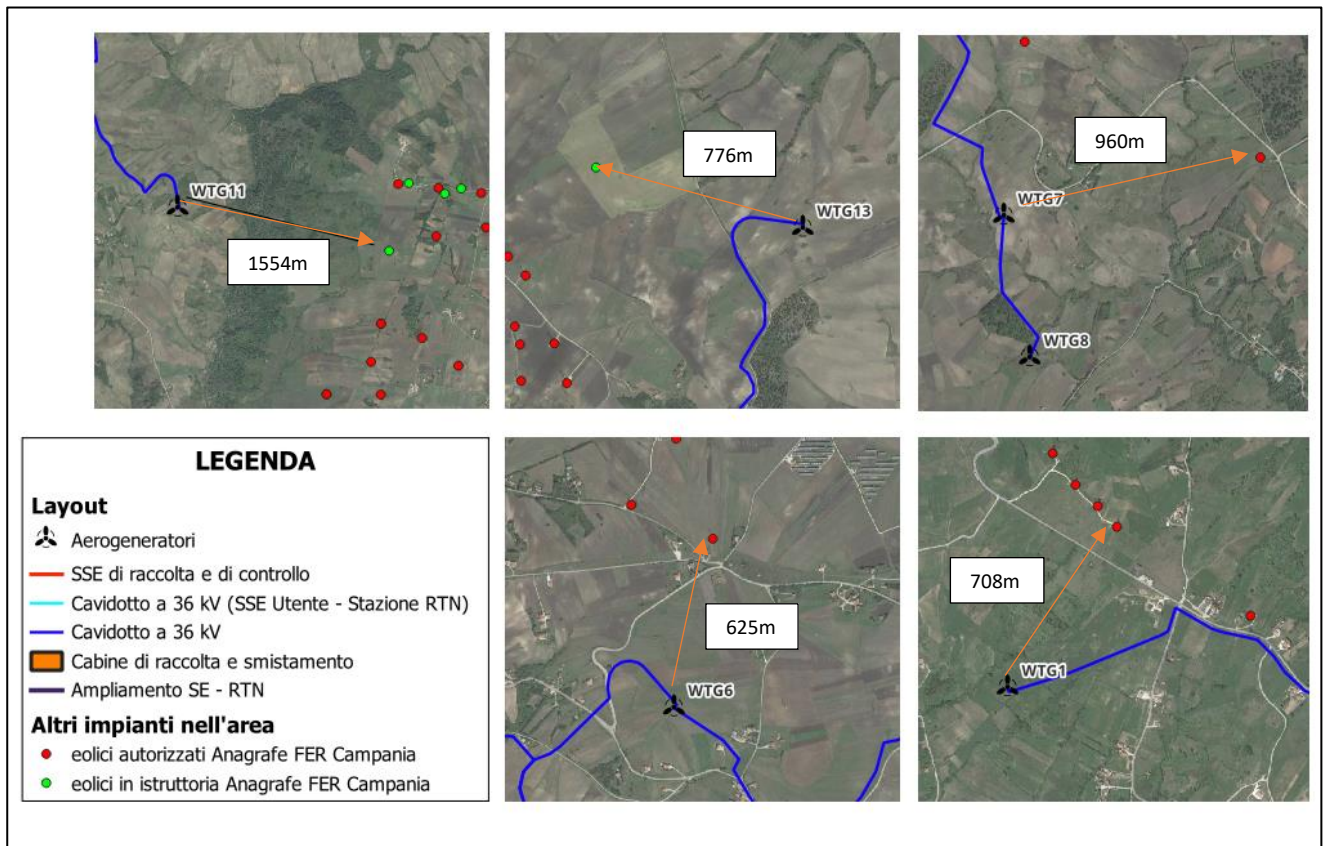 WTG11
1554m
776m
WTG13
960m
WTG7
WTG8
LEGENDA
Layout
Aerogeneratori
SSE di raccolta e di controllo
Cavidotto a 36 kV (SSE Utente - Stazione RTN)
Cavidotto a 36 kV
Cabine di raccolta e smistamento
Ampliamento SE - RTN
Altri impianti nell'area
eolici autorizzati Anagrafe FER Campania
eolici in istruttoria Anagrafe FER Campania
625m
WTG6
708m
WTG1